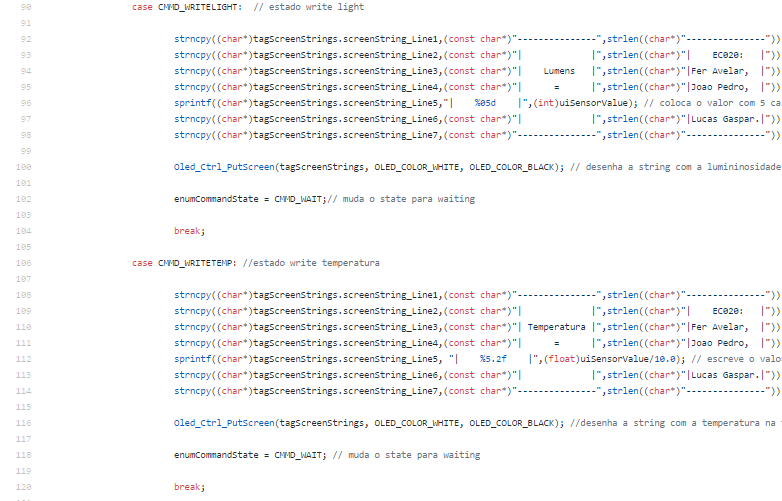 90 case CMMD_WRITELIGHT: // estado write light
91
92 strncpy((char*)tagScreenStrings.screenString_Line1,(const char*)"---------------",strlen((char*)"---------------"))
93 strncpy((char*)tagScreenStrings.screenString_Line2,(const char*)"|             |",strlen((char*)"|    EC020:   |"))
94 strncpy((char*)tagScreenStrings.screenString_Line3,(const char*)"|    Lumens   |",strlen((char*)"|Fer Avelar,  |"))
95 strncpy((char*)tagScreenStrings.screenString_Line4,(const char*)"|      =      |",strlen((char*)"|Joao Pedro,  |"))
96 sprintf((char*)tagScreenStrings.screenString_Line5,"|    %05d    |",(int)uiSensorValue); // coloca o valor com 5 ca
97 strncpy((char*)tagScreenStrings.screenString_Line6,(const char*)"|             |",strlen((char*)"|Lucas Gaspar.|"))
98 strncpy((char*)tagScreenStrings.screenString_Line7,(const char*)"---------------",strlen((char*)"---------------"))
99
100 Oled_Ctrl_PutScreen(tagScreenStrings, OLED_COLOR_WHITE, OLED_COLOR_BLACK); // desenha a string com a lumininosidade
101
102 enumCommandState = CMMD_WAIT;// muda o state para waiting
103
104 break;
105
106 case CMMD_WRITETEMP: //estado write temperatura
107
108 strncpy((char*)tagScreenStrings.screenString_Line1,(const char*)"---------------",strlen((char*)"---------------"))
109 strncpy((char*)tagScreenStrings.screenString_Line2,(const char*)"|             |",strlen((char*)"|    EC020:   |"))
110 strncpy((char*)tagScreenStrings.screenString_Line3,(const char*)"| Temperatura |",strlen((char*)"|Fer Avelar,  |"))
111 strncpy((char*)tagScreenStrings.screenString_Line4,(const char*)"|      =      |",strlen((char*)"|Joao Pedro,  |"))
112 sprintf((char*)tagScreenStrings.screenString_Line5, "|    %5.2f    |",(float)uiSensorValue/10.0); // escreve o valo
113 strncpy((char*)tagScreenStrings.screenString_Line6,(const char*)"|             |",strlen((char*)"|Lucas Gaspar.|"))
114 strncpy((char*)tagScreenStrings.screenString_Line7,(const char*)"---------------",strlen((char*)"---------------"))
115
116 Oled_Ctrl_PutScreen(tagScreenStrings, OLED_COLOR_WHITE, OLED_COLOR_BLACK); //desenha a string com a temperatura na
117
118 enumCommandState = CMMD_WAIT; // muda o state para waiting
119
120 break;